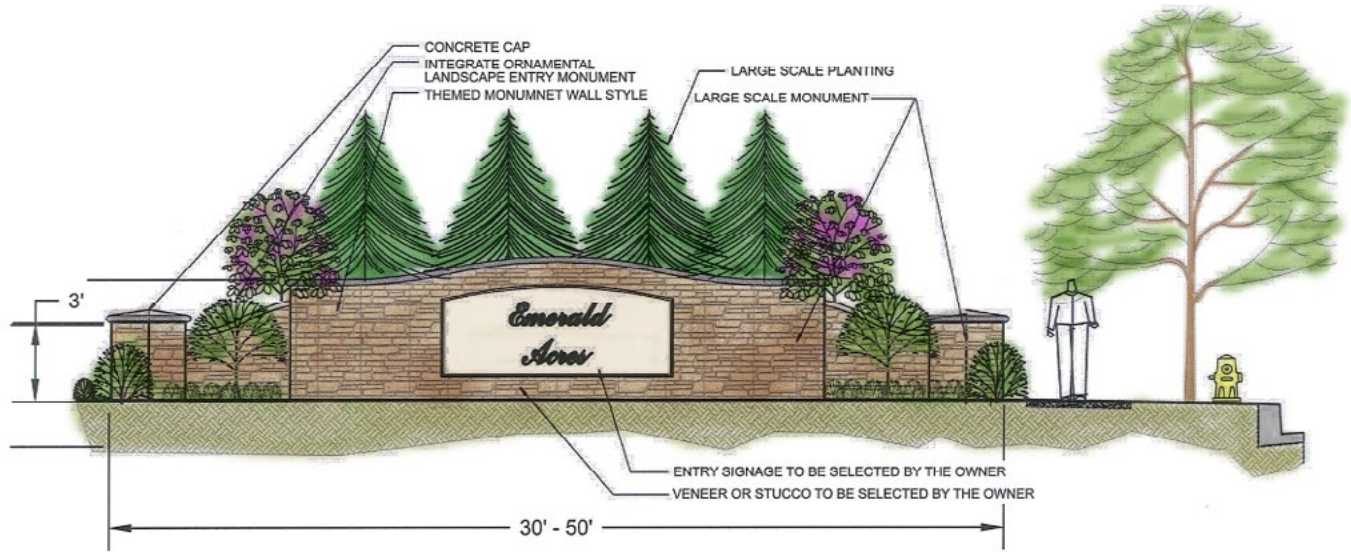 CONCRETE CAP
INTEGRATE ORNAMENTAL
LANDSCAPE ENTRY MONUMENT
THEMED MONUMNET WALL STYLE
LARGE SCALE PLANTING
LARGE SCALE MONUMENT
3'
Emerald
Acres
ENTRY SIGNAGE TO BE SELECTED BY THE OWNER
VENEER OR STUCCO TO BE SELECTED BY THE OWNER
30' - 50'